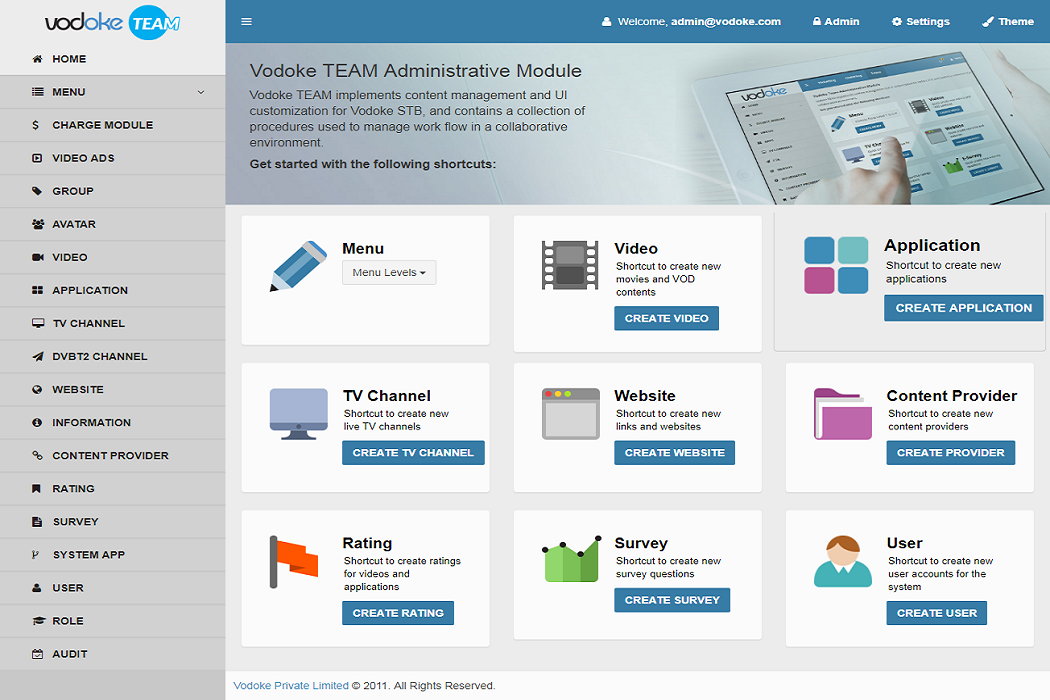 vodoke TEAM
HOME
MENU
CHARGE MODULE
VIDEO ADS
GROUP
AVATAR
VIDEO
APPLICATION
TV CHANNEL
DVBT2 CHANNEL
WEBSITE
INFORMATION
CONTENT PROVIDER
RATING
SURVEY
SYSTEM APP
USER
ROLE
AUDIT
Welcome, admin@vodoke.com
Admin
Settings
Theme
Vodoke TEAM Administrative Module
Vodoke TEAM implements content management and UI
customization for Vodoke STB, and contains a collection of
procedures used to manage work flow in a collaborative
environment.
Get started with the following shortcuts:
vodoke
Menu
Website
Menu
Menu Levels
Video
Shortcut to create new
movies and VOD
contents
CREATE VIDEO
Application
Shortcut to create new
applications
CREATE APPLICATION
TV Channel
Shortcut to create new
live TV channels
CREATE TV CHANNEL
Website
Shortcut to create new
links and websites
CREATE WEBSITE
Content Provider
Shortcut to create new
content providers
CREATE PROVIDER
Rating
Shortcut to create ratings
for videos and
applications
CREATE RATING
Survey
Shortcut to create new
survey questions
CREATE SURVEY
User
Shortcut to create new
user accounts for the
system
CREATE USER
Vodoke Private Limited © 2011. All Rights Reserved.